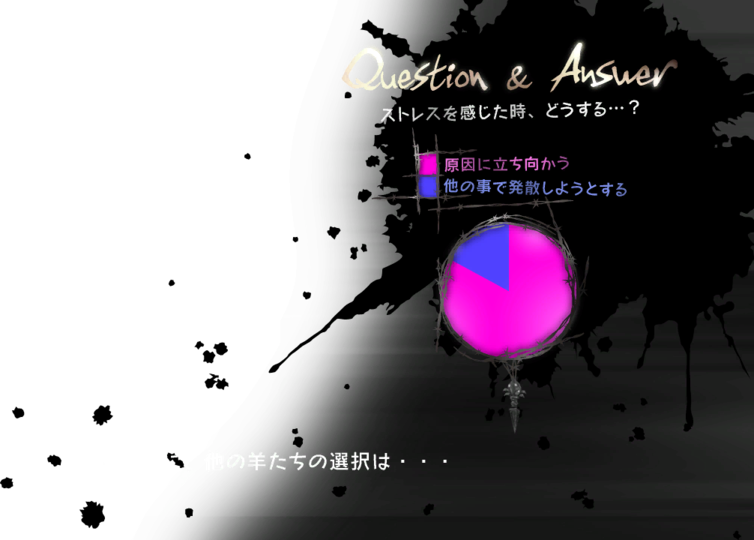 Question & Answer
ストレスを感じた時、どうする…？
原因に立ち向かう
他の事で発散しようとする
他の羊たちの選択は・・・